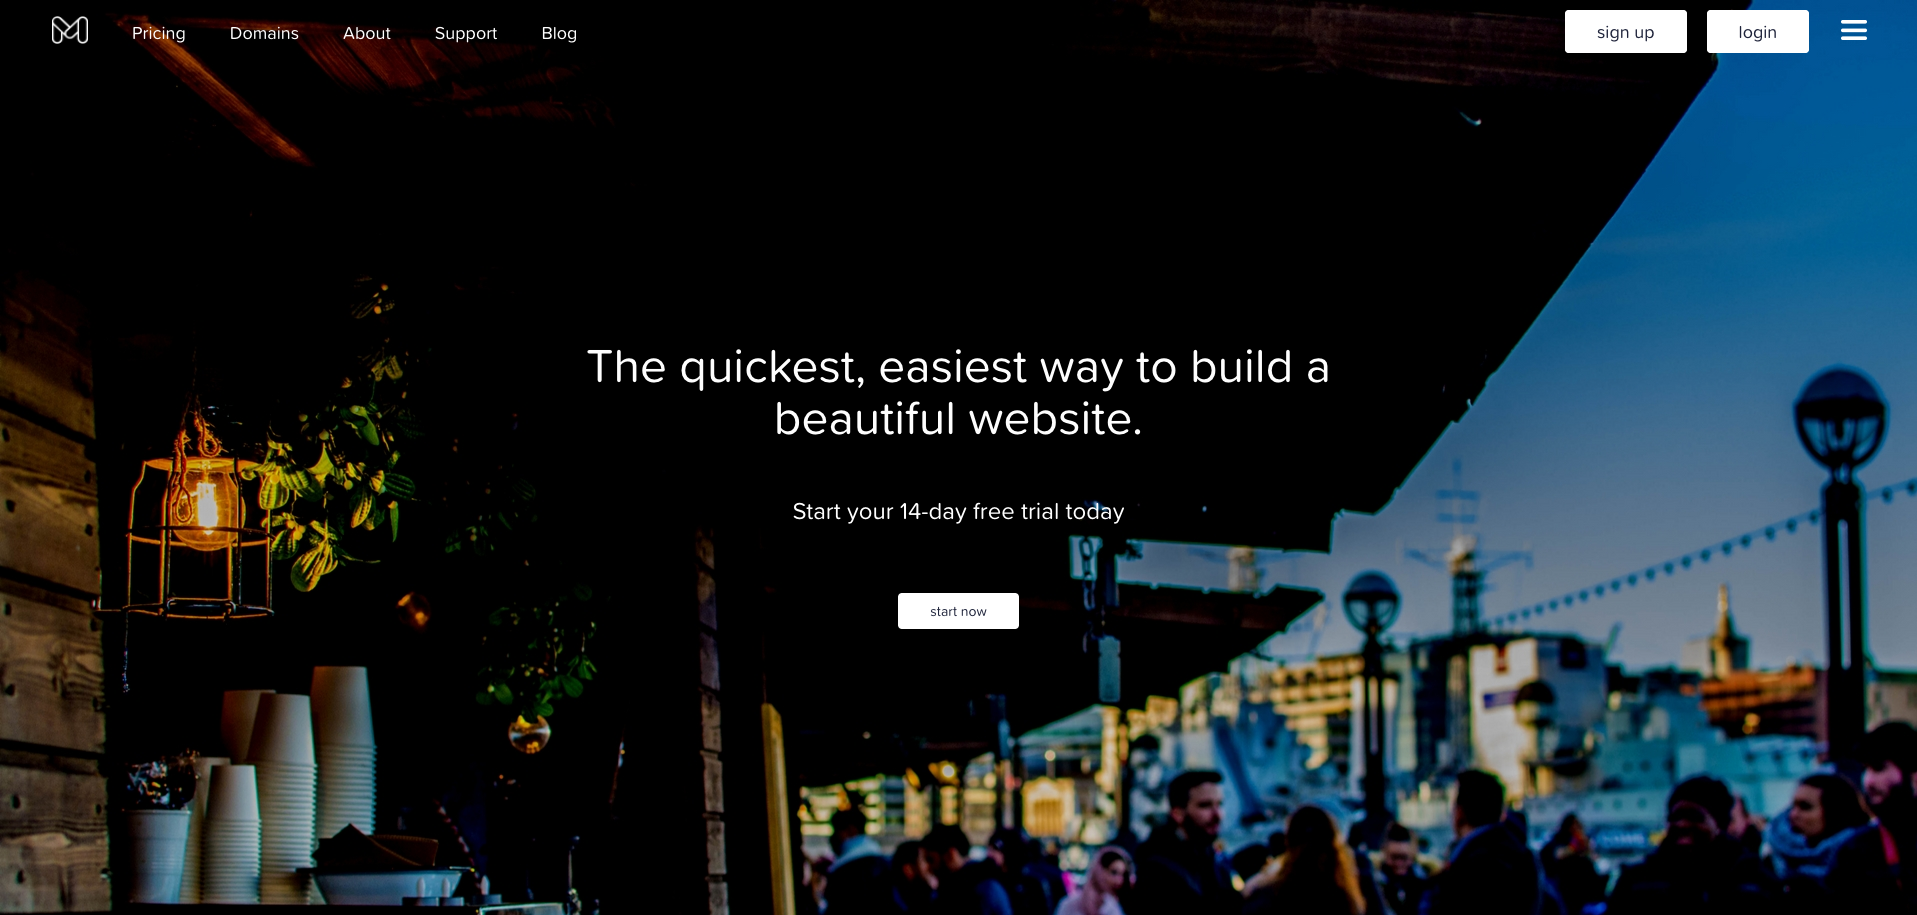 Pricing Domains About Support Blog sign up login
The quickest, easiest way to build a
beautiful website.
Start your 14-day free trial today
start now